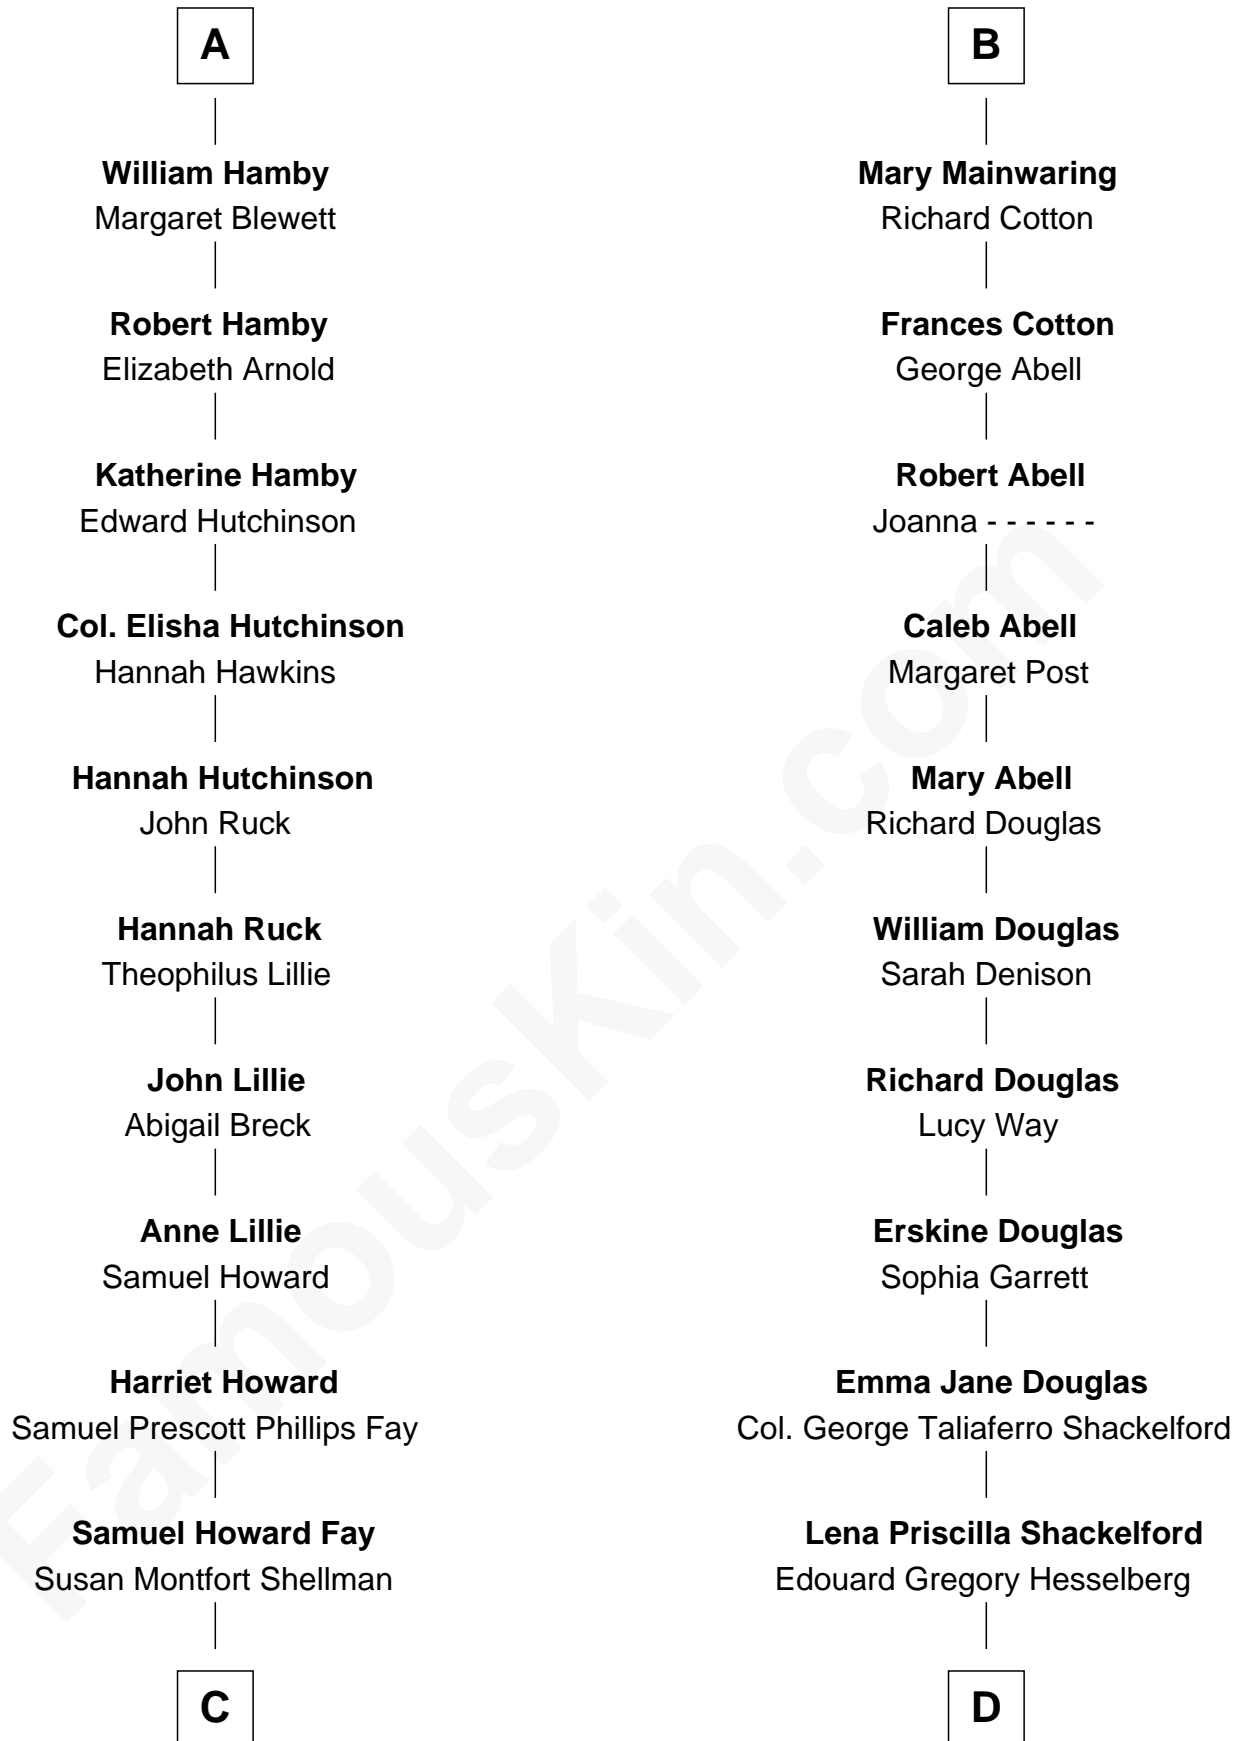 A
William Hamby
Margaret Blewett
Robert Hamby
Elizabeth Arnold
Katherine Hamby
Edward Hutchinson
Col. Elisha Hutchinson
Hannah Hawkins
Hannah Hutchinson
John Ruck
Hannah Ruck
Theophilus Lillie
John Lillie
Abigail Breck
Anne Lillie
Samuel Howard
Harriet Howard
Samuel Prescott Phillips Fay
Samuel Howard Fay
Susan Montfort Shellman
C
B
Mary Mainwaring
Richard Cotton
Frances Cotton
George Abell
Robert Abell
Joanna - - - - - -
Caleb Abell
Margaret Post
Mary Abell
Richard Douglas
William Douglas
Sarah Denison
Richard Douglas
Lucy Way
Erskine Douglas
Sophia Garrett
Emma Jane Douglas
Col. George Taliaferro Shackelford
Lena Priscilla Shackelford
Edouard Gregory Hesselberg
D
FamousKin.com